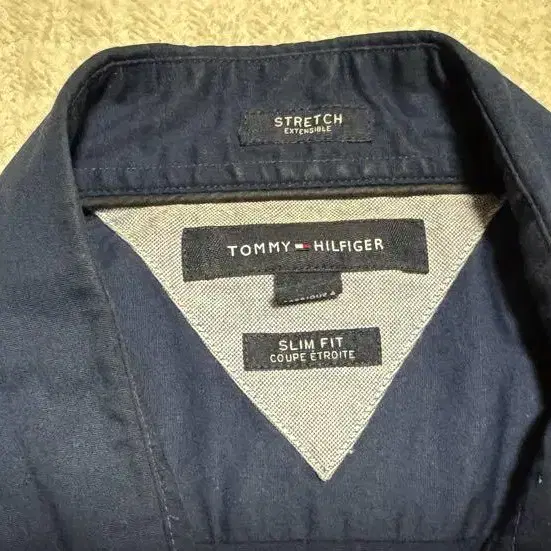 STRETCH
EXTENSIBLE
TOMMY HILFIGER
SLIM FIT
COUPE ÉTROITE